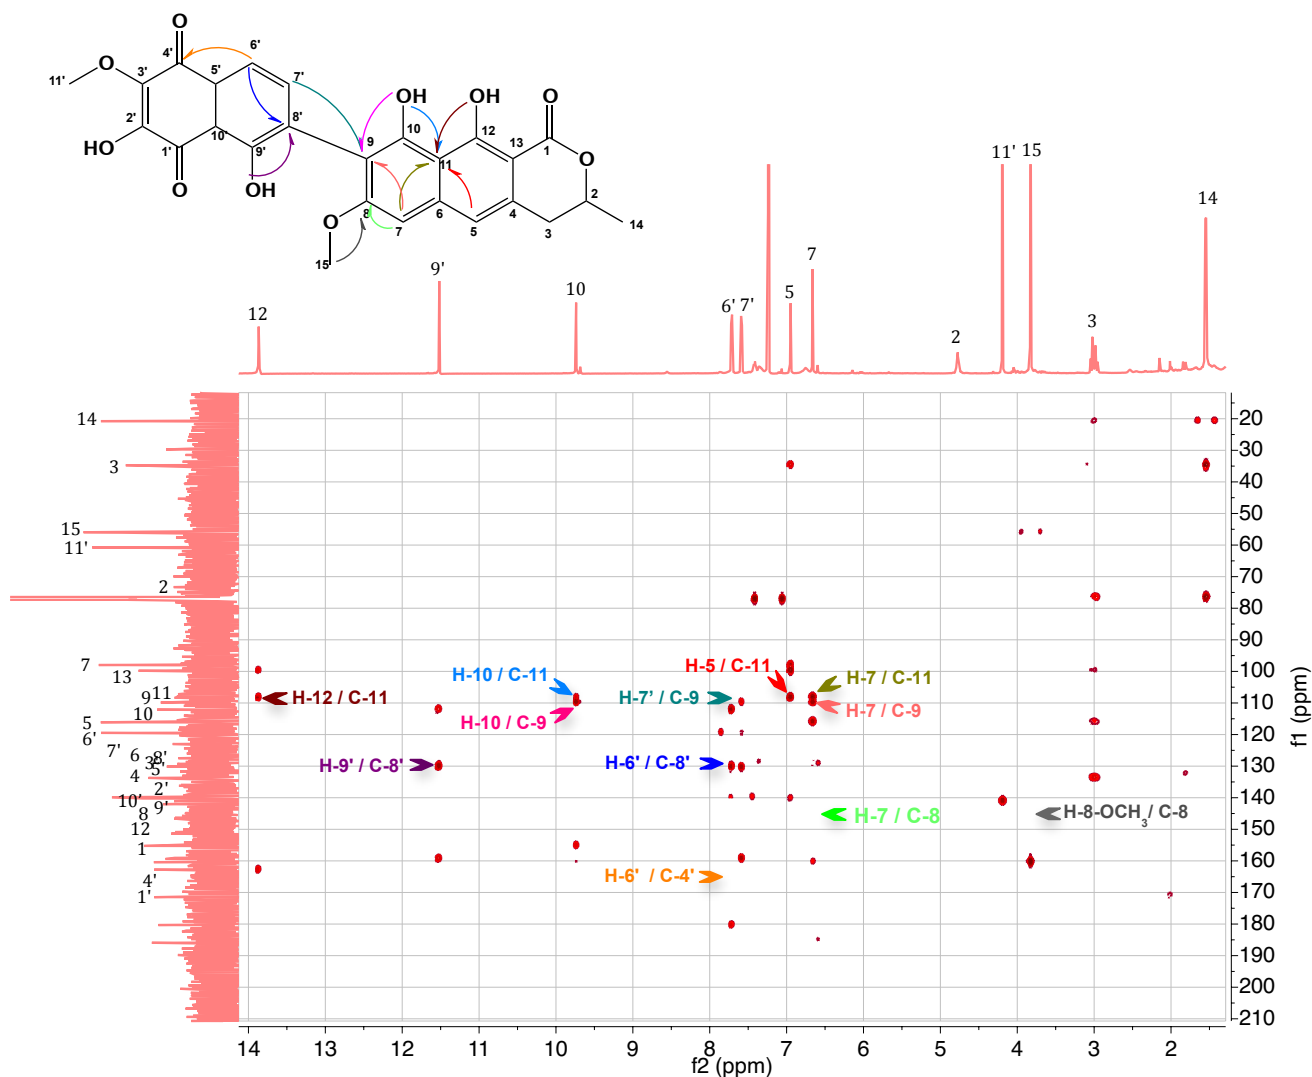 O
4' 6'
11' O 3' 5' 7'
OH OH O
2' 8' 10 12
HO 10' 9 13
1' 9' 11 1 O
O OH 8 6 4 2
O 7 5 3 14
15
12 9' 10 6' 7' 5 7 2 11' 15 3 14
14
3
15
11'
2
7
13
9 11
10
5
6'
7' 6 8'
3' 5'
4
2'
10' 9'
8
12
1
4'
1'
H-5 / C-11
H-10 / C-11
H-7 / C-11
H-12 / C-11
H-7' / C-9
H-7 / C-9
H-10 / C-9
H-9' / C-8'
H-6' / C-8'
H-7 / C-8
H-8-OCH3/ C-8
H-6' / C-4'
20
30
40
50
60
70
80
90
100
110
120
130
140
150
160
170
180
190
200
210
f1 (ppm)
14 13 12 11 10 9 8 7 6 5 4 3 2
f2 (ppm)